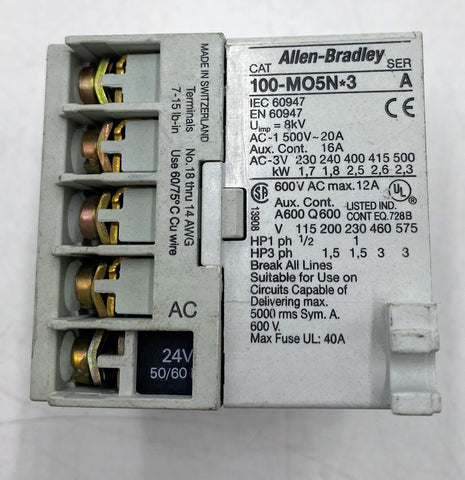 MADE IN SWITZERLAND
Terminals
7-15 lb-in
No. 18 thru 14 AWG
Use 60/75°C Cu wire
AC
24V
50/60
Allen-Bradley
CAT SER
100-MO5N*3 A
IEC 60947
EN 60947
CE
Uimp = 8kV
AC-1 500V~20A
Aux. Cont. 16A
AC-3V 230 240 400 415 500
kW 1,7 1,8 2,5 2,6 2,3
SA 600V AC max.12A UL
13908
Aux. Cont. LISTED IND.
A600 Q600 CONT EQ.728B
V 115 200 230 460 575
HP1 ph 1/2 1
HP3 ph 1,5 1,5 3 3
Break All Lines
Suitable for Use on
Circuits Capable of
Delivering max.
5000 rms Sym. A.
600 V.
Max Fuse UL: 40A